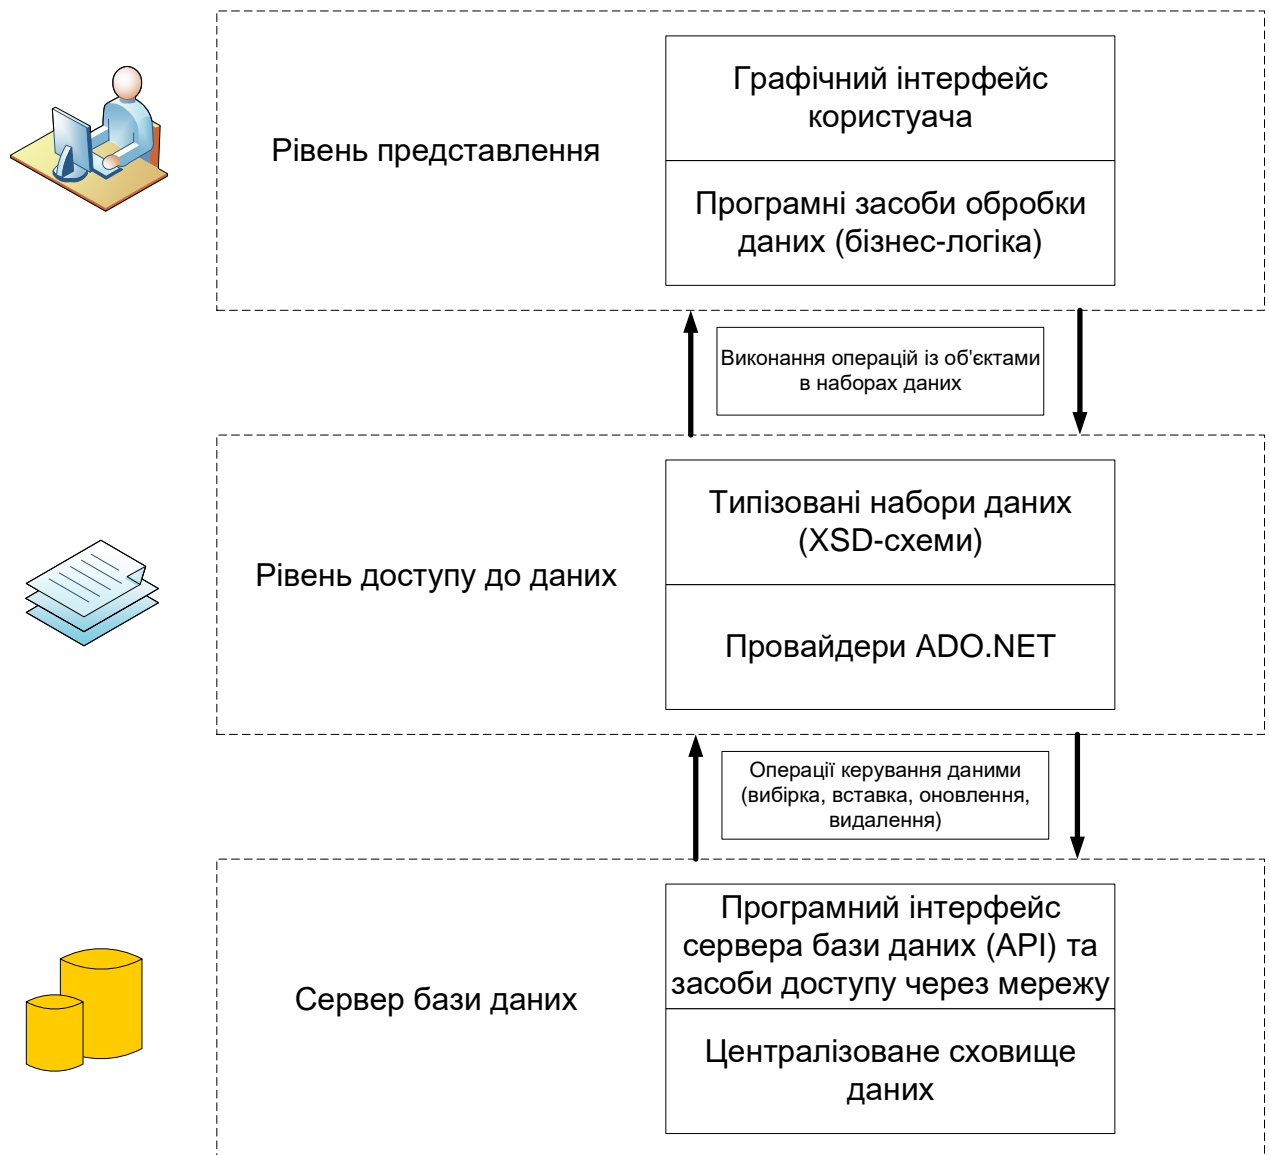 Рівень представлення
Графічний інтерфейс
користуача
Програмні засоби обробки
даних (бізнес-логіка)
Виконання операцій із об'єктами
в наборах даних
Рівень доступу до даних
Типізовані набори даних
(XSD-схеми)
Провайдери ADO.NET
Операції керування даними
(вибірка, вставка, оновлення,
видалення)
Сервер бази даних
Програмний інтерфейс
сервера бази даних (API) та
засоби доступу через мережу
Централізоване сховище
даних